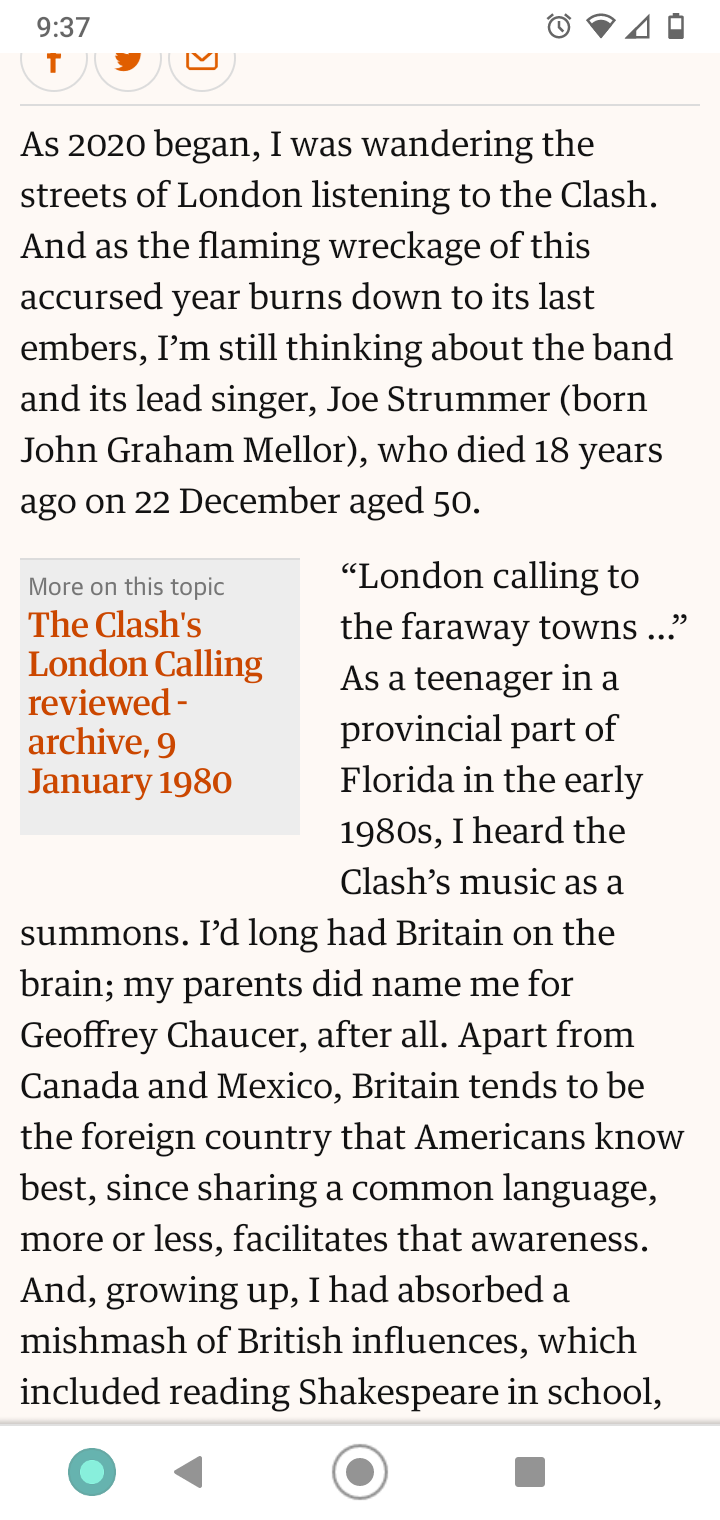 9:37
As 2020 began, I was wandering the
streets of London listening to the Clash.
And as the flaming wreckage of this
accursed year burns down to its last
embers, I’m still thinking about the band
and its lead singer, Joe Strummer (born
John Graham Mellor), who died 18 years
ago on 22 December aged 50.
More on this topic
The Clash's
London Calling
reviewed -
archive, 9
January 1980
“London calling to
the faraway towns ...”
As a teenager in a
provincial part of
Florida in the early
1980s, I heard the
Clash’s music as a
summons. I’d long had Britain on the
brain; my parents did name me for
Geoffrey Chaucer, after all. Apart from
Canada and Mexico, Britain tends to be
the foreign country that Americans know
best, since sharing a common language,
more or less, facilitates that awareness.
And, growing up, I had absorbed a
mishmash of British influences, which
included reading Shakespeare in school,